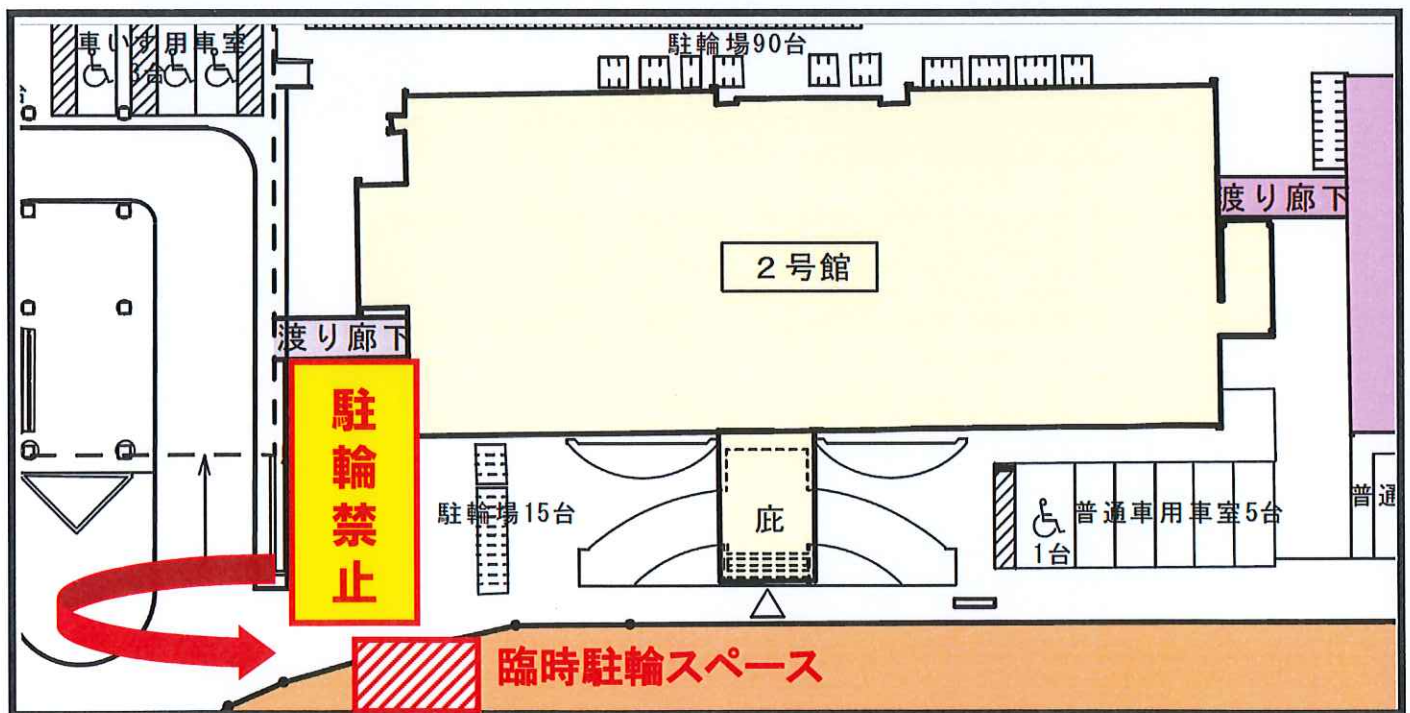 車いす用車室
3台
駐輪場90台
渡り廊下
2号館
渡り廊下
駐輪禁止
駐輪場15台
庇
1台
普通車用車室5台
普通
臨時駐輪スペース